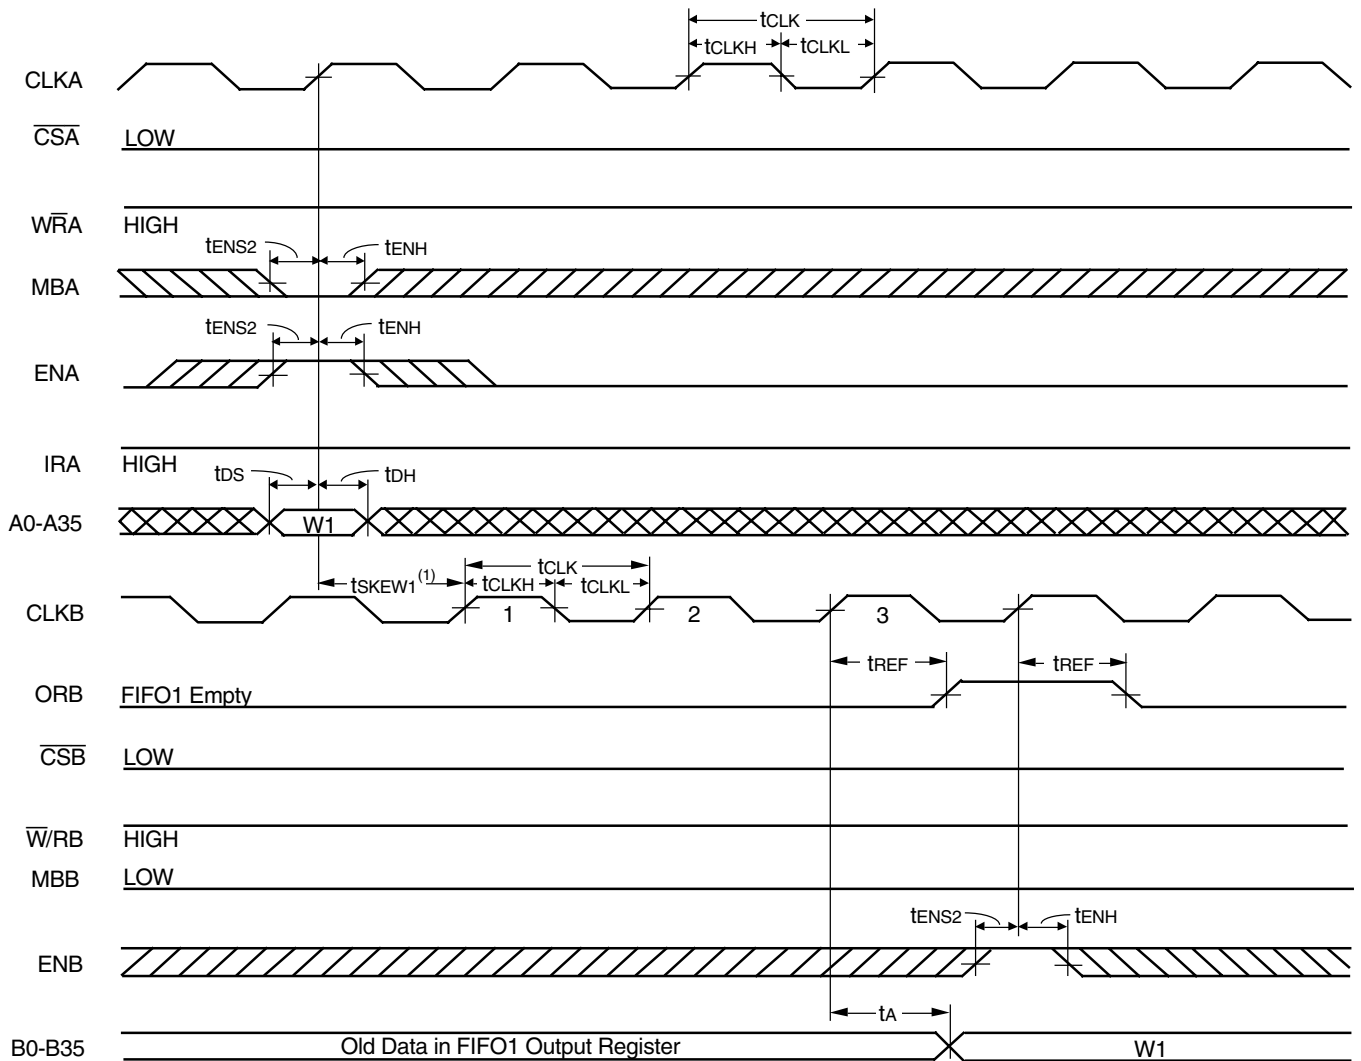 tCLK
tCLKH tCLKL
CLKA
CSA LOW
WRA HIGH
tENS2 tENH
MBA
tENS2 tENH
ENA
IRA HIGH
tDS tDH
A0-A35 W1
tCLK
tSKEW1(1) tCLKH tCLKL
CLKB 1 2 3
tREF tREF
ORB FIFO1 Empty
CSB LOW
W/RB HIGH
MBB LOW
tENS2 tENH
ENB
tA
B0-B35 Old Data in FIFO1 Output Register W1